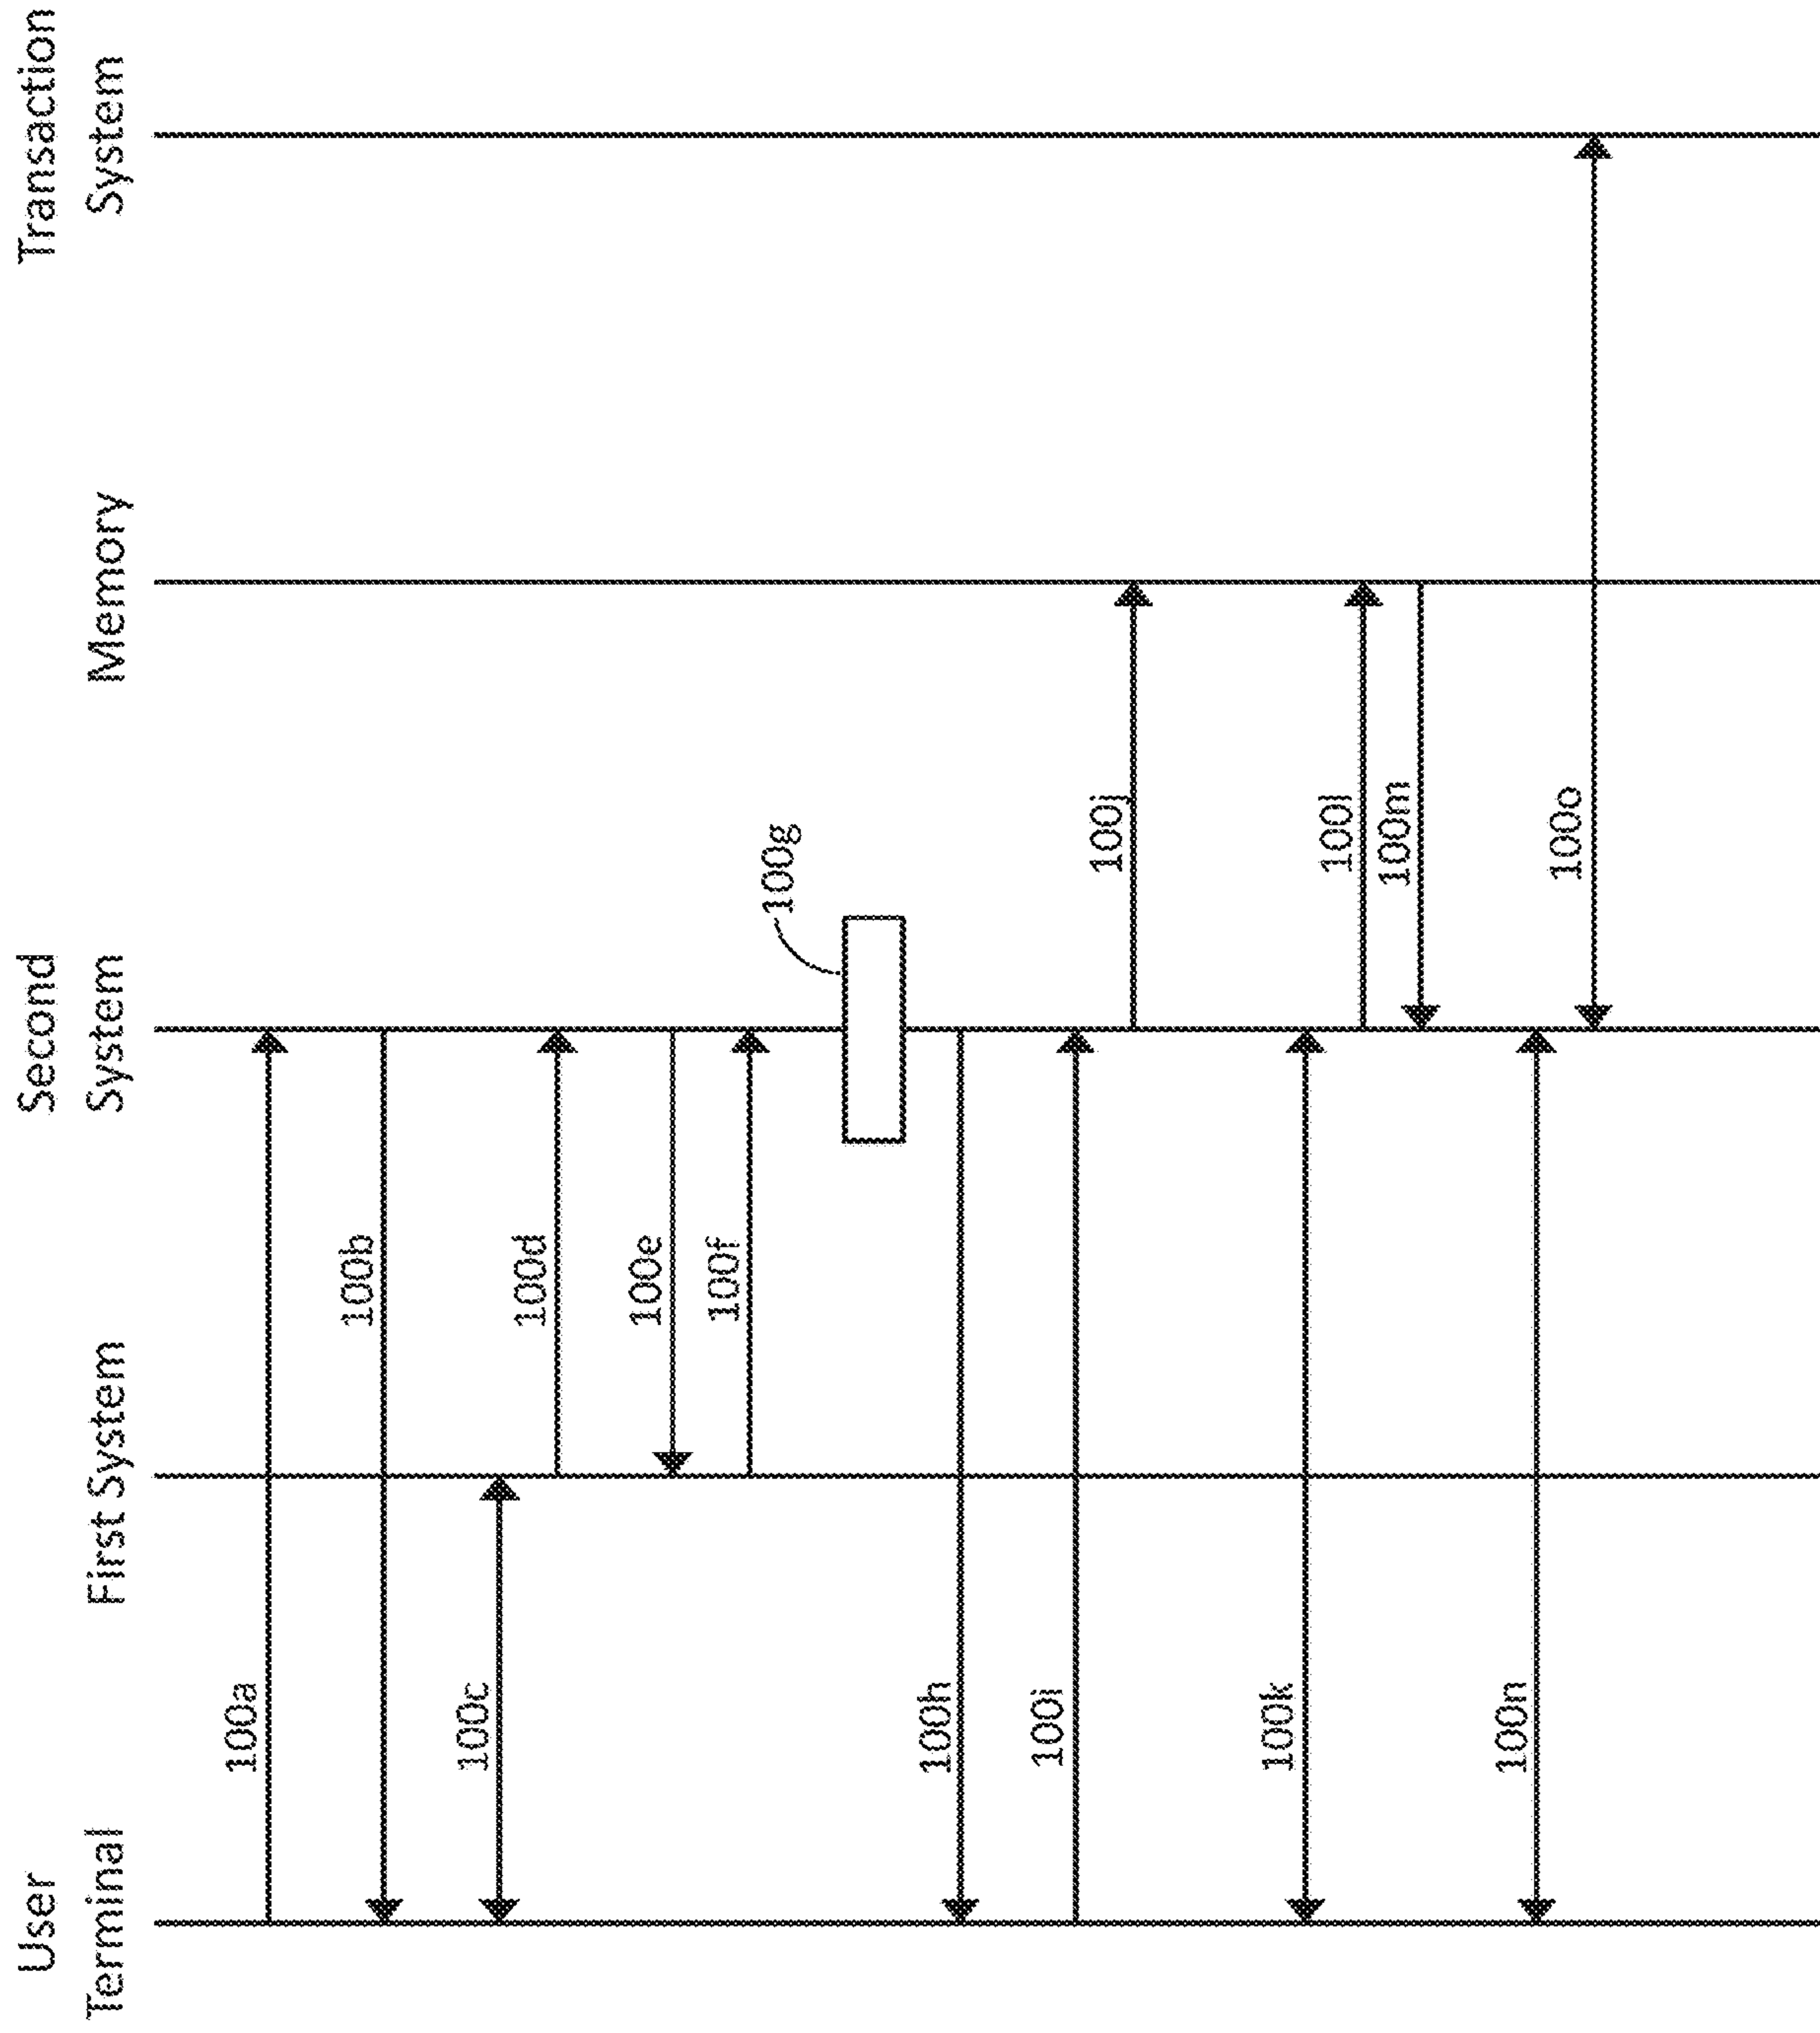 User
Terminal
First System
Second
System
Memory
Transaction
System
100a
100b
100c
100d
100e
100f
100g
100h
100i
100j
100k
100l
100m
100n
100o